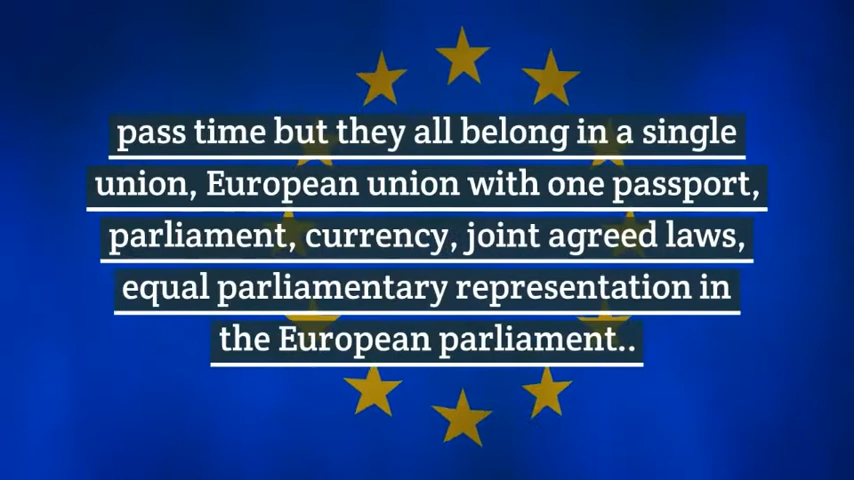 pass time but they all belong in a single
union, European union with one passport,
parliament, currency, joint agreed laws,
equal parliamentary representation in
the European parliament..